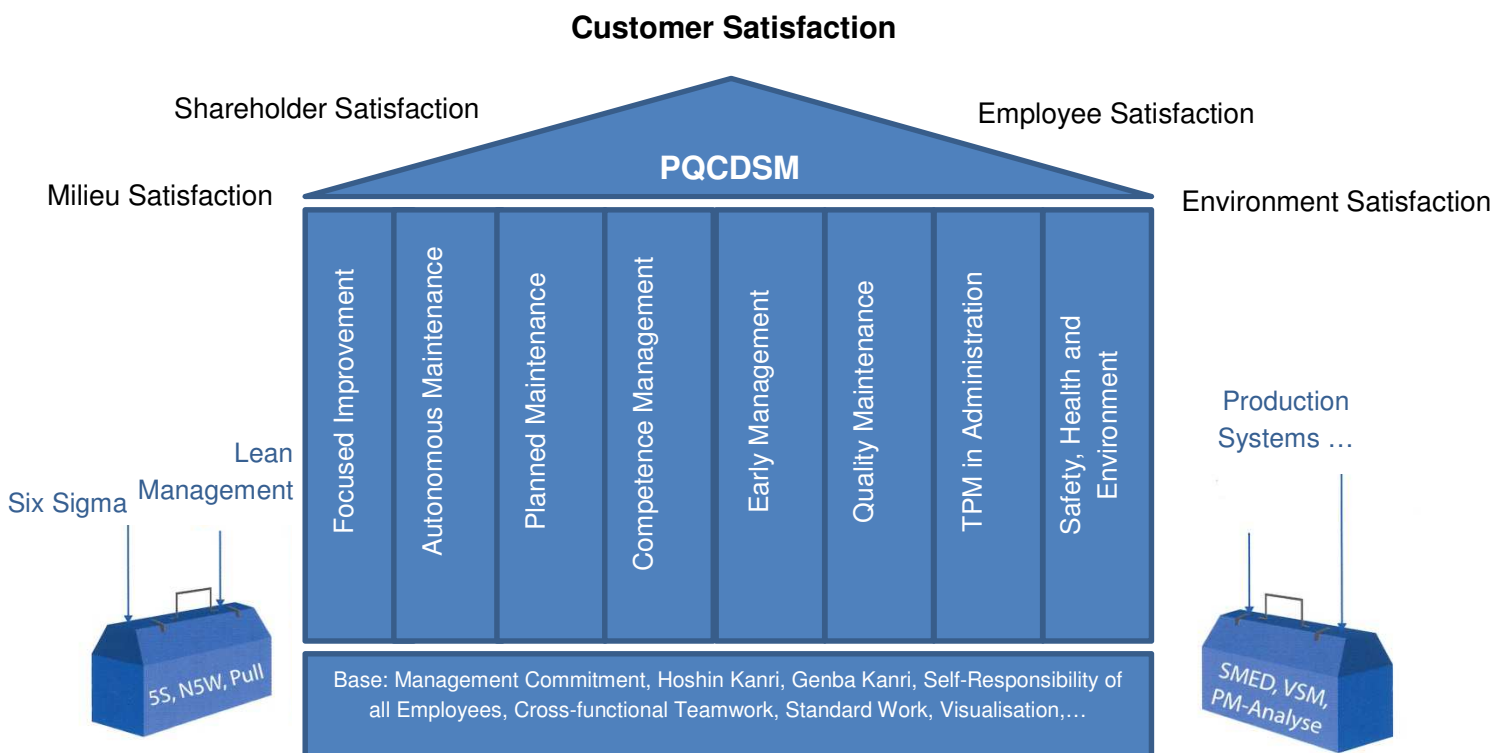 Customer Satisfaction
Shareholder Satisfaction
Employee Satisfaction
PQCDSM
Milieu Satisfaction
Environment Satisfaction
Focused Improvement
Autonomous Maintenance
Planned Maintenance
Competence Management
Early Management
Quality Maintenance
TPM in Administration
Safety, Health and
Environment
Lean
Management
Six Sigma
Production
Systems …
5S, N5W, Pull
SMED, VSM,
PM-Analyse
Base: Management Commitment, Hoshin Kanri, Genba Kanri, Self-Responsibility of
all Employees, Cross-functional Teamwork, Standard Work, Visualisation,…